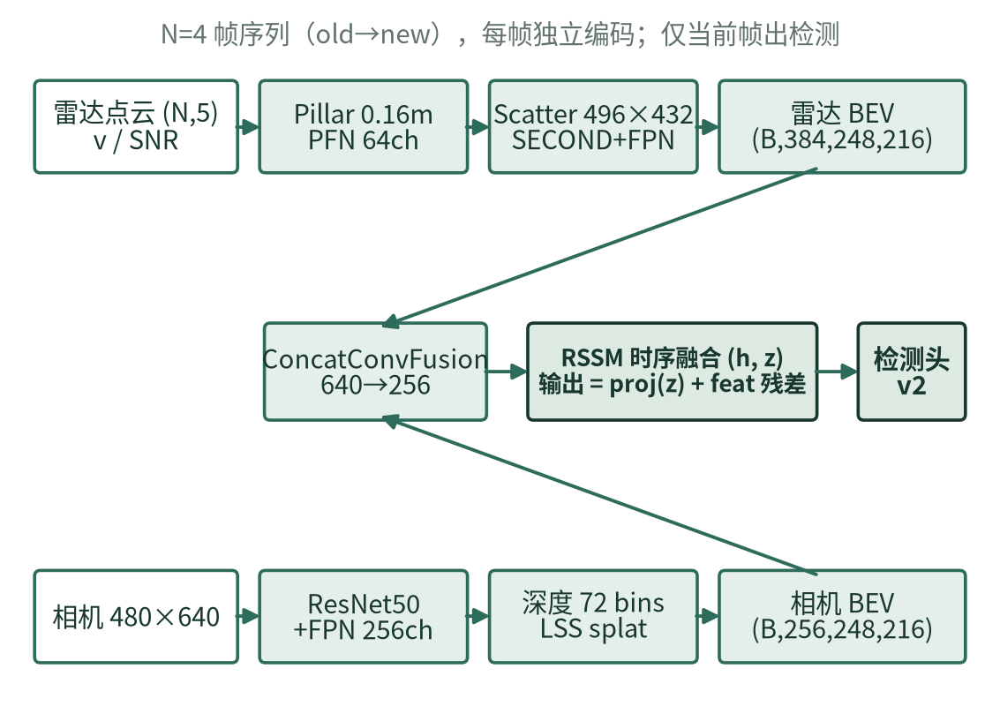 N=4 帧序列（old→new），每帧独立编码；仅当前帧出检测
雷达点云 (N,5)
v / SNR
Pillar 0.16m
PFN 64ch
Scatter 496×432
SECOND+FPN
雷达 BEV
(B,384,248,216)
ConcatConvFusion
640→256
RSSM 时序融合 (h, z)
输出 = proj(z) + feat 残差
检测头
v2
相机 480×640
ResNet50
+FPN 256ch
深度 72 bins
LSS splat
相机 BEV
(B,256,248,216)